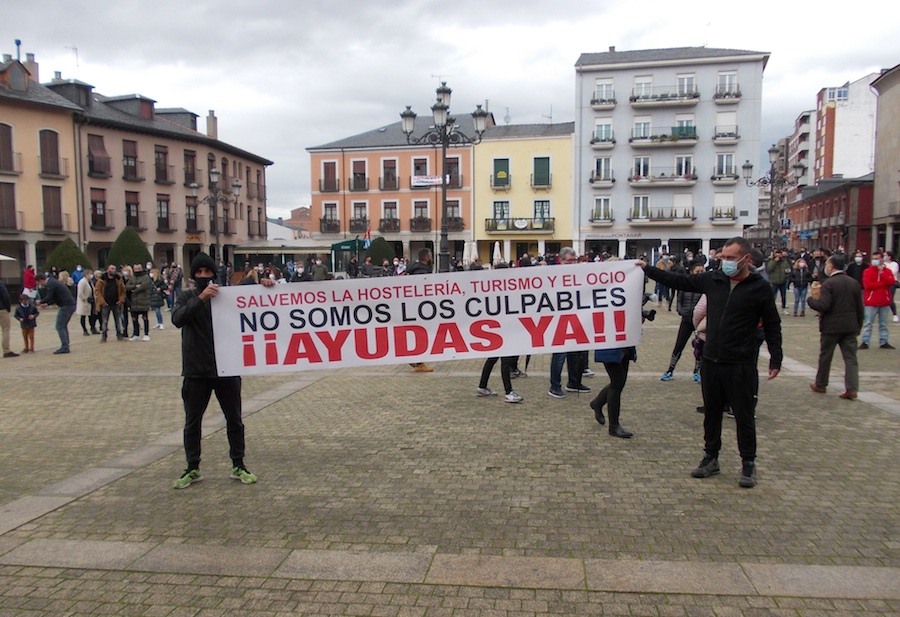 SALVEMOS LA HOSTELERÍA, TURISMO Y EL OCIO
NO SOMOS LOS CULPABLES
¡¡AYUDAS YA!!